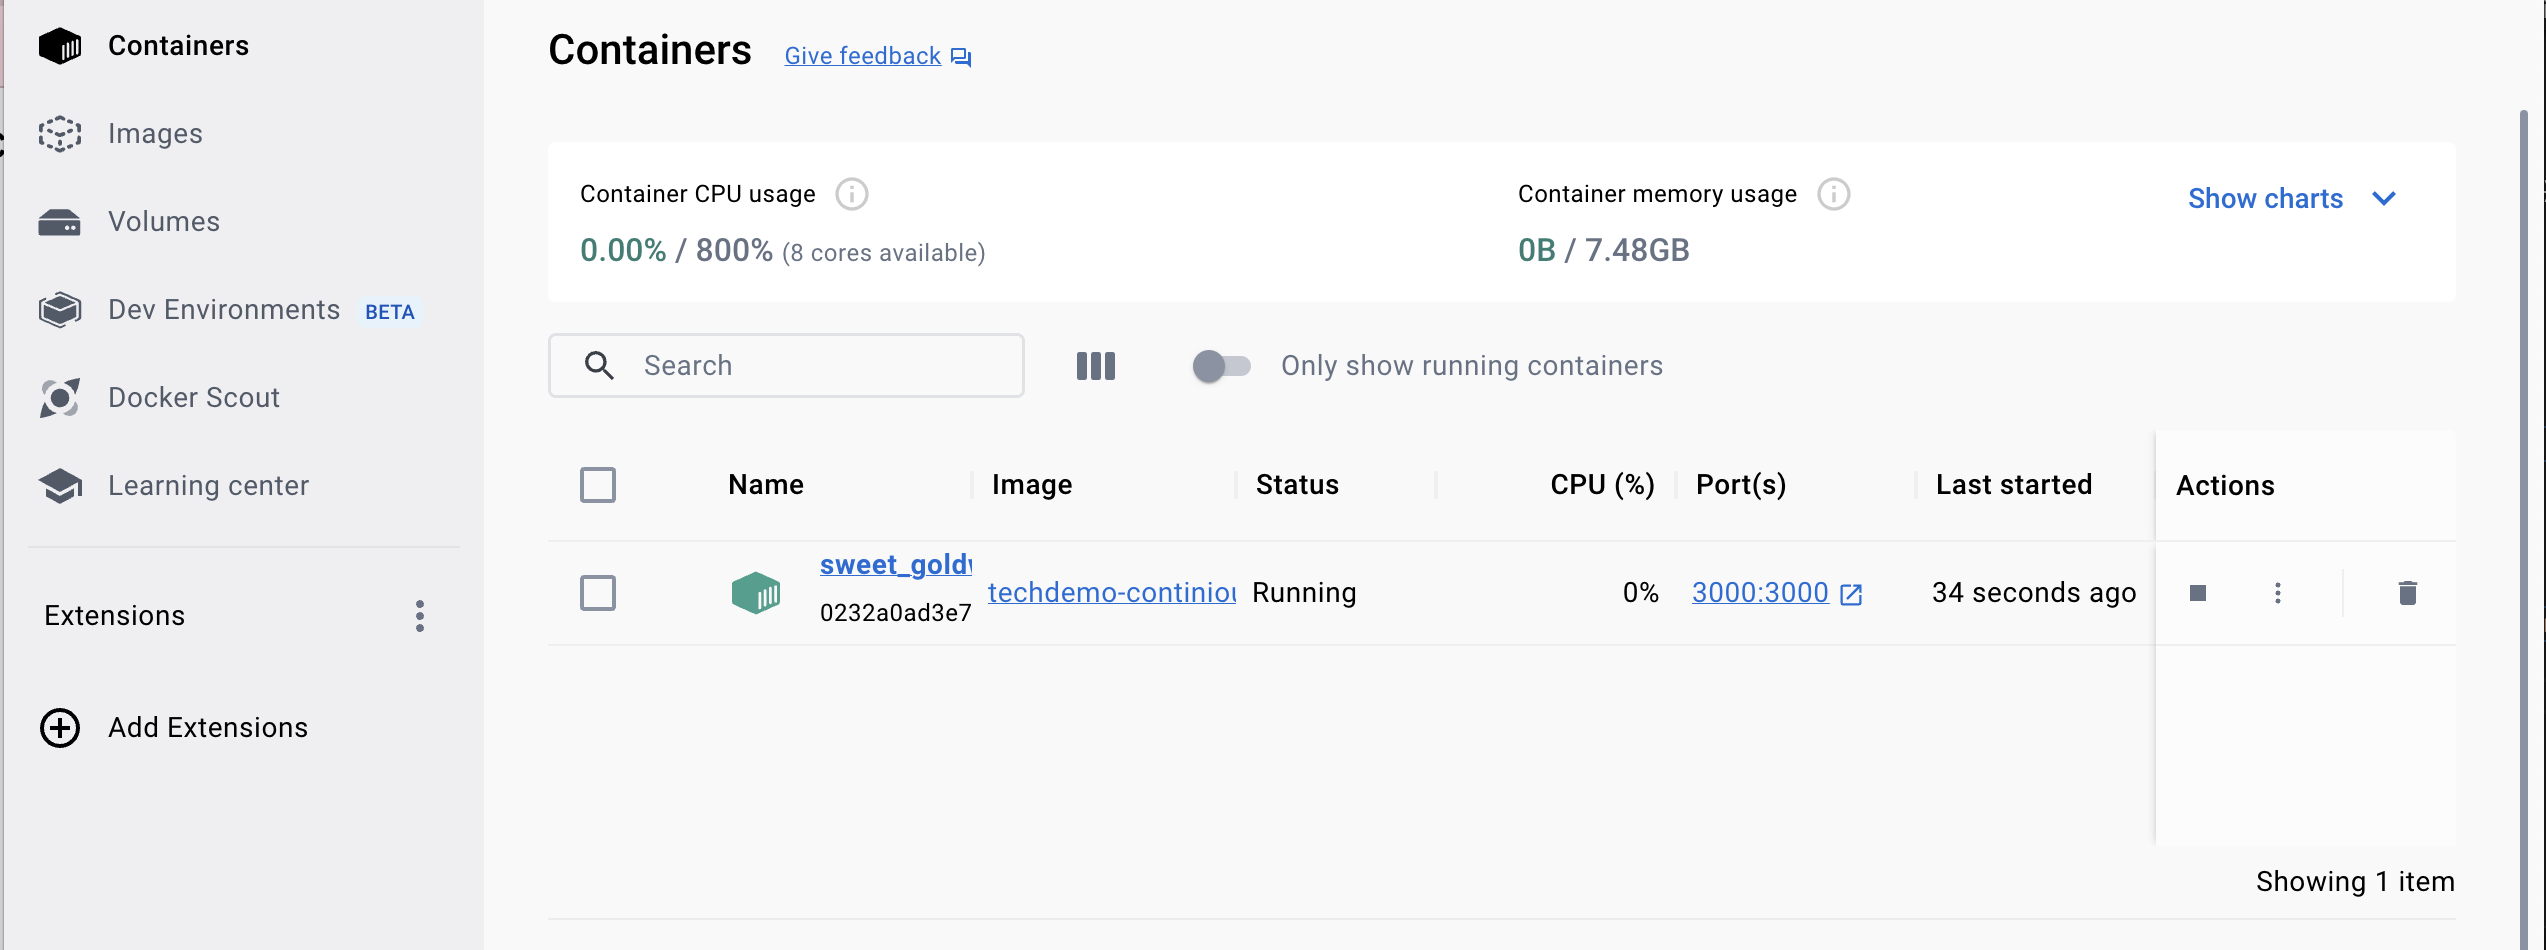 Containers
Images
Volumes
Dev Environments BETA
Docker Scout
Learning center
Extensions
Add Extensions
Containers Give feedback
Container CPU usage
0.00% / 800% (8 cores available)
Container memory usage
0B / 7.48GB
Show charts
Search
Only show running containers
Name Image Status CPU (%) Port(s) Last started Actions
sweet_gold
0232a0ad3e7
techdemo-continiou Running 0% 3000:3000 34 seconds ago
Showing 1 item